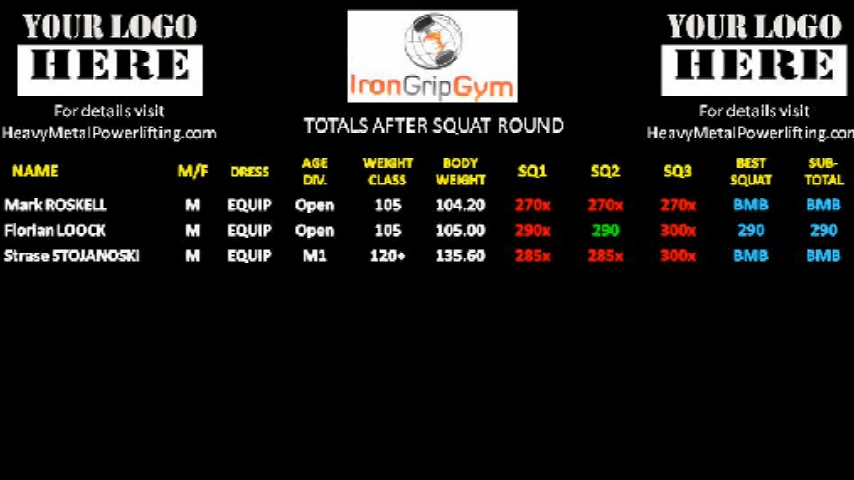 YOUR LOGO
HERE
For details visit
HeavyMetalPowerlifting.com
IronGripGym
TOTALS AFTER SQUAT ROUND
YOUR LOGO
HERE
For details visit
HeavyMetalPowerlifting.com
NAME M/F DRESS AGE DIV. WEIGHT CLASS BODY WEIGHT SQ1 SQ2 SQ3 BEST SQUAT SUB-TOTAL
Mark ROSKELL M EQUIP Open 105 104.20 270x 270x 270x BMB BMB
Florian LOOCK M EQUIP Open 105 105.00 290x 290 300x 290 290
Strase STOJANOSKI M EQUIP M1 120+ 135.60 285x 285x 300x BMB BMB